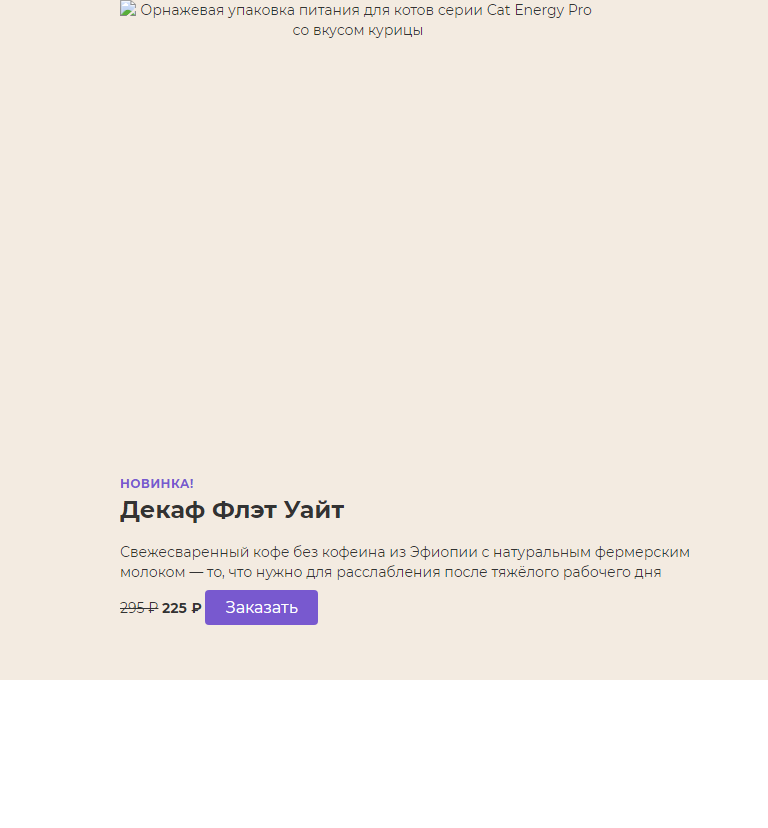 Орнажевая упаковка питания для котов серии Cat Energy Pro
со вкусом курицы
НОВИНКА!
Декаф Флэт Уайт
Свежесваренный кофе без кофеина из Эфиопии с натуральным фермерским
молоком — то, что нужно для расслабления после тяжёлого рабочего дня
295 ₽ 225 ₽ Заказать